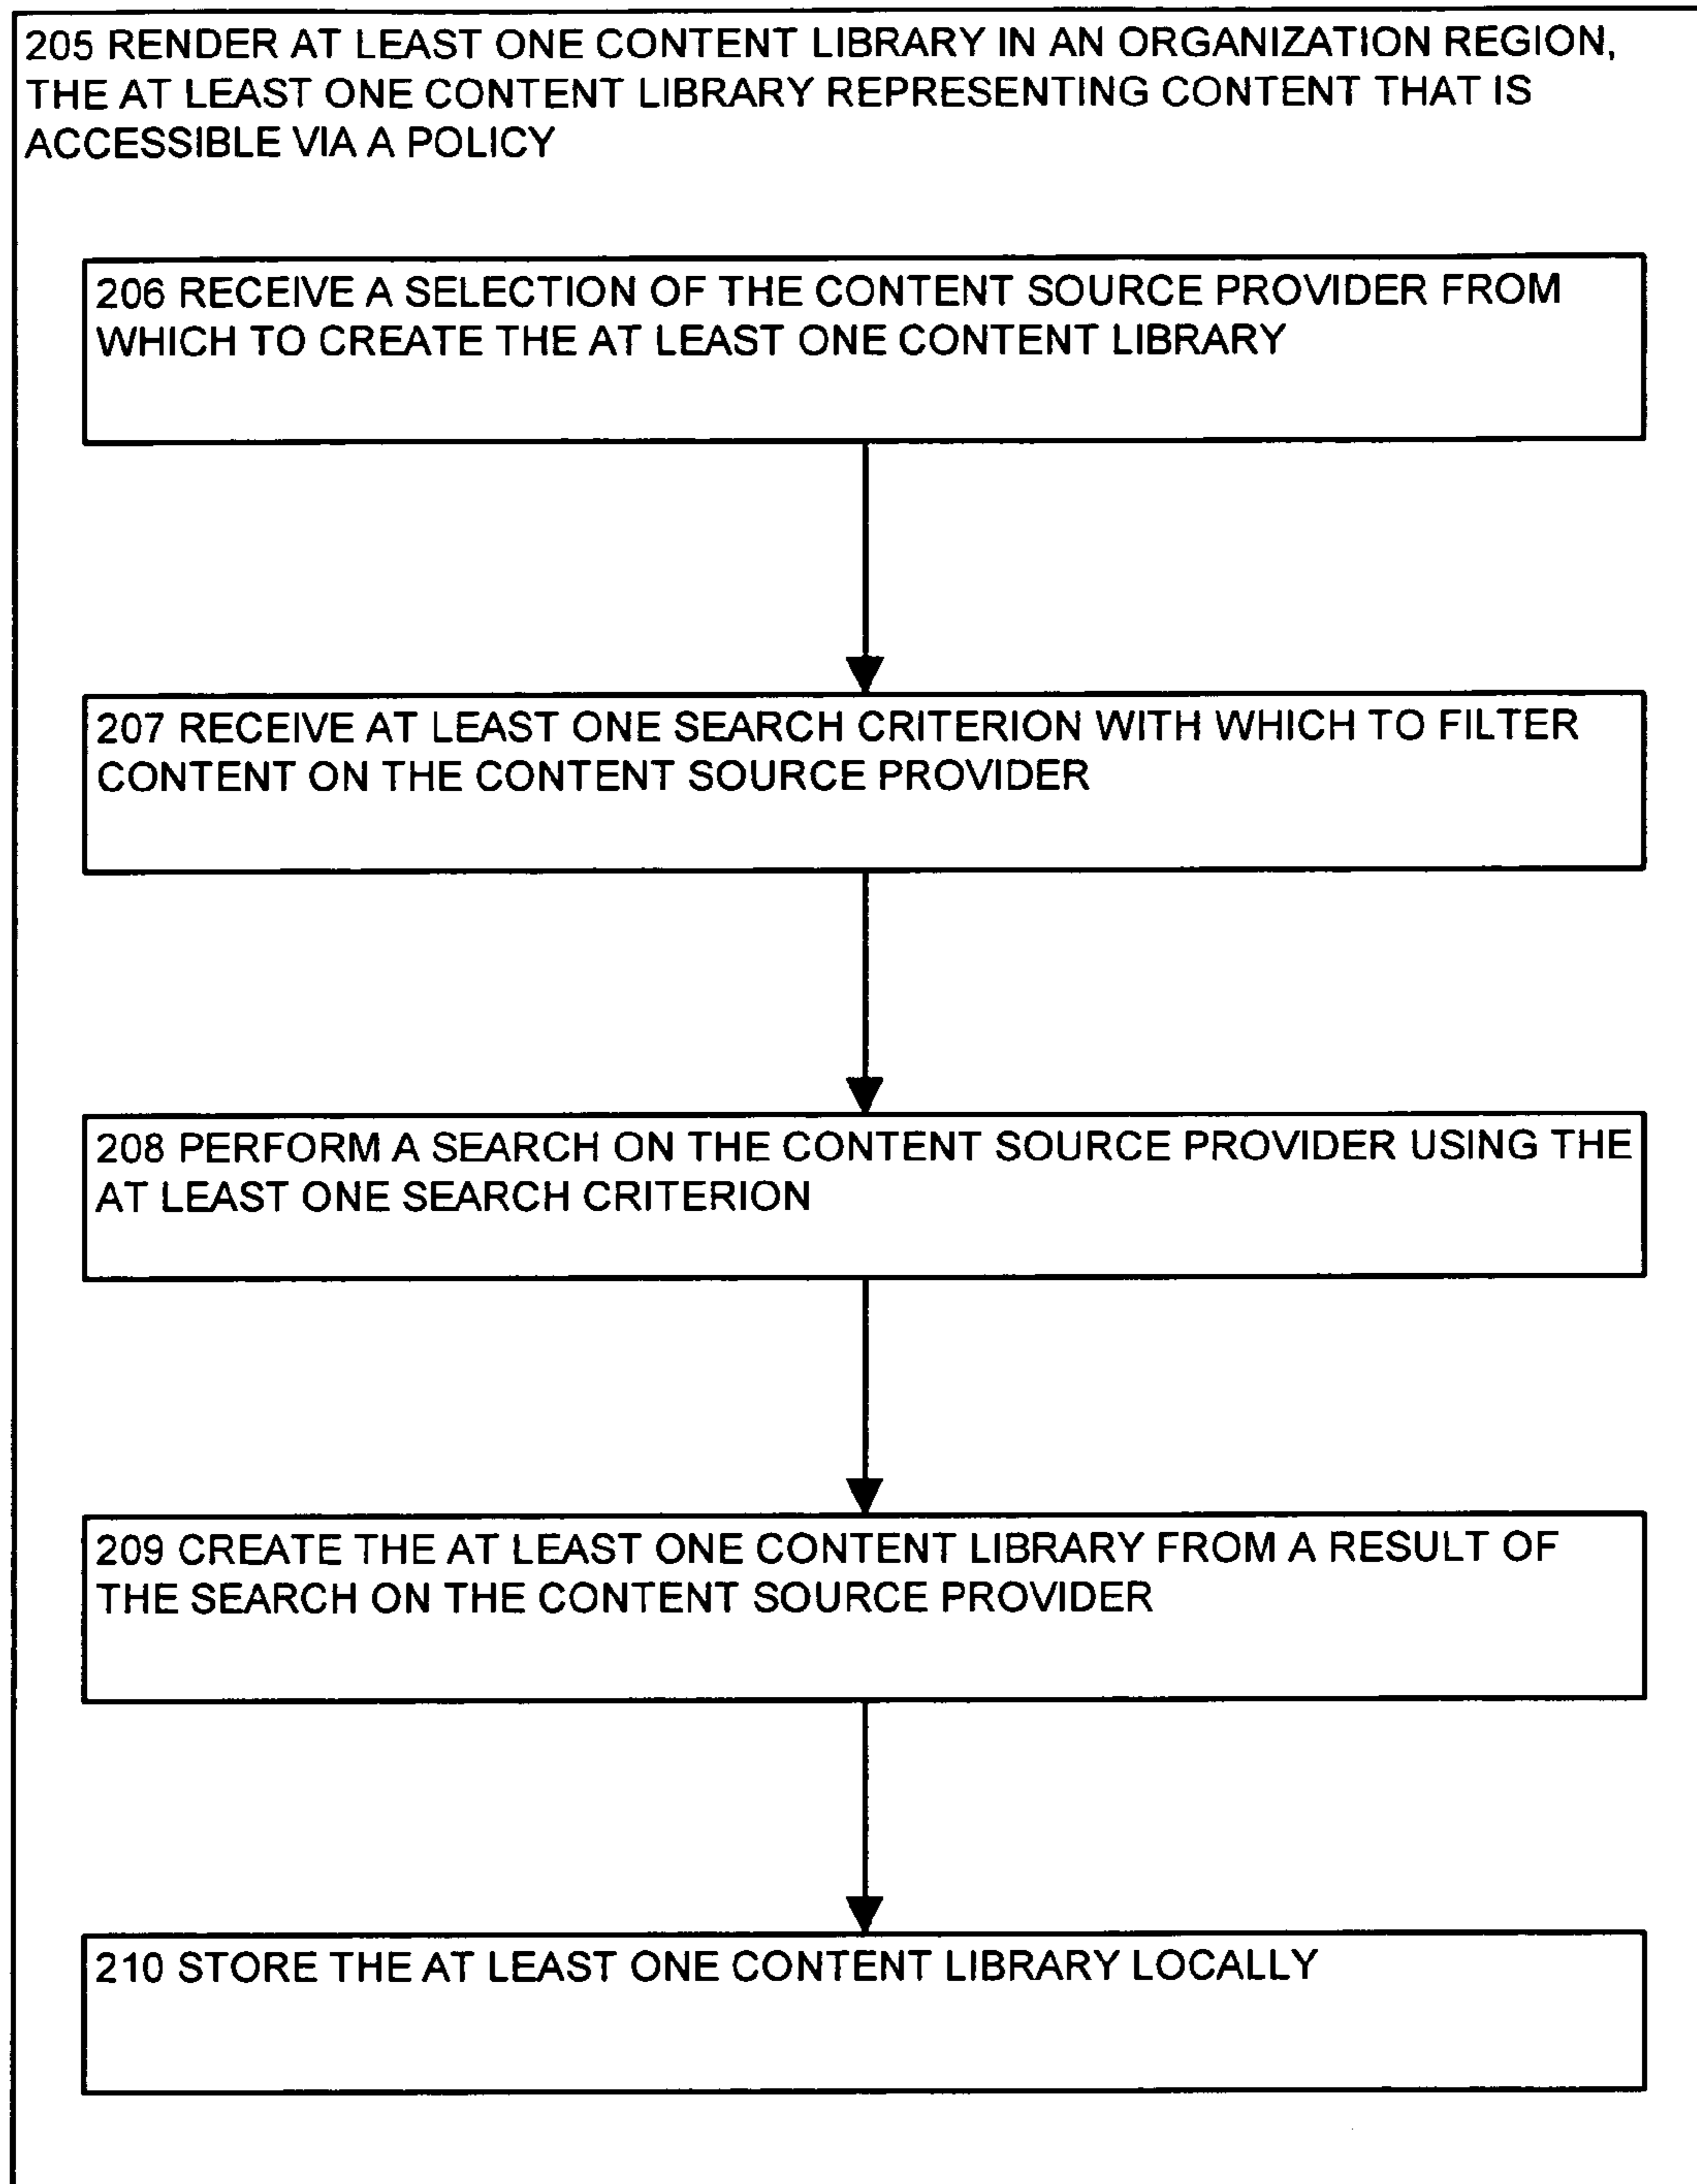 205 RENDER AT LEAST ONE CONTENT LIBRARY IN AN ORGANIZATION REGION,
THE AT LEAST ONE CONTENT LIBRARY REPRESENTING CONTENT THAT IS
ACCESSIBLE VIA A POLICY
206 RECEIVE A SELECTION OF THE CONTENT SOURCE PROVIDER FROM
WHICH TO CREATE THE AT LEAST ONE CONTENT LIBRARY
207 RECEIVE AT LEAST ONE SEARCH CRITERION WITH WHICH TO FILTER
CONTENT ON THE CONTENT SOURCE PROVIDER
208 PERFORM A SEARCH ON THE CONTENT SOURCE PROVIDER USING THE
AT LEAST ONE SEARCH CRITERION
209 CREATE THE AT LEAST ONE CONTENT LIBRARY FROM A RESULT OF
THE SEARCH ON THE CONTENT SOURCE PROVIDER
210 STORE THE AT LEAST ONE CONTENT LIBRARY LOCALLY